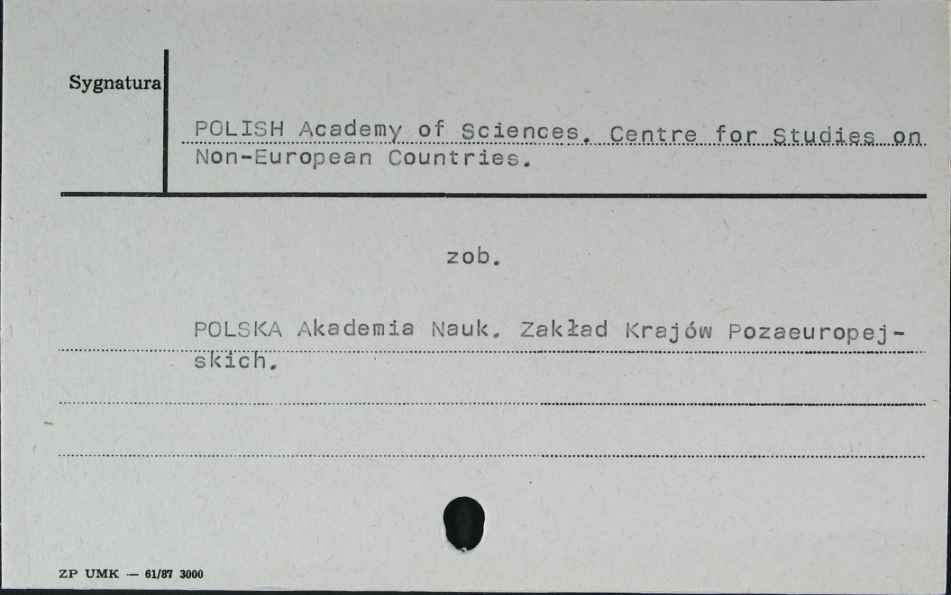 Sygnatura
POLISH Academy of Sciences. Centre for Studies on
Non-European Countries.
zob.
POLSKA Akademia Nauk. Zakład Krajów Pozaeuropej-
skich.
ZP UMK — 61/87 3000